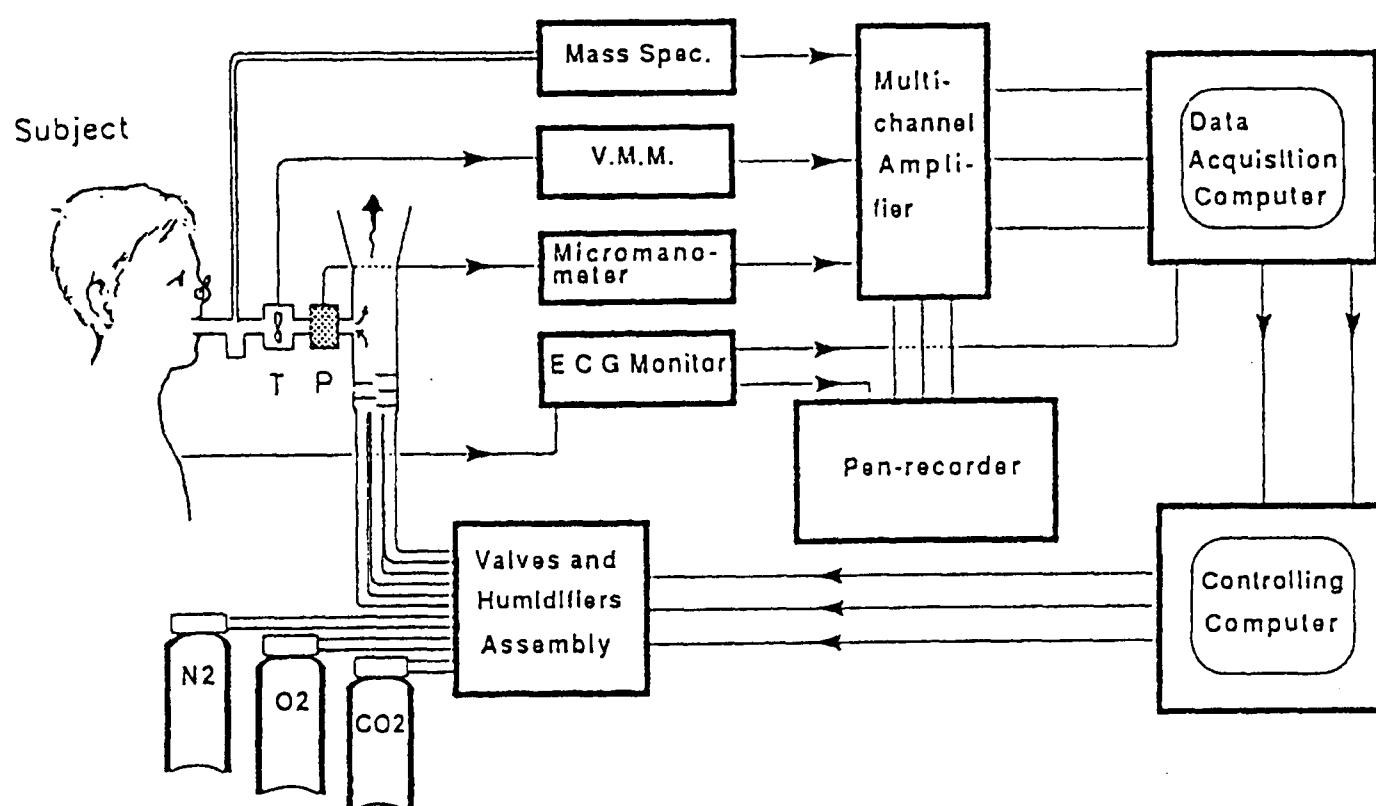 Subject
Mass Spec.
V.M.M.
Micromano-
meter
E C G Monitor
Multi-
channel
Ampli-
fier
Data
Acquisition
Computer
T P
Pen-recorder
Valves and
Humidifiers
Assembly
Controlling
Computer
N2
O2
CO2